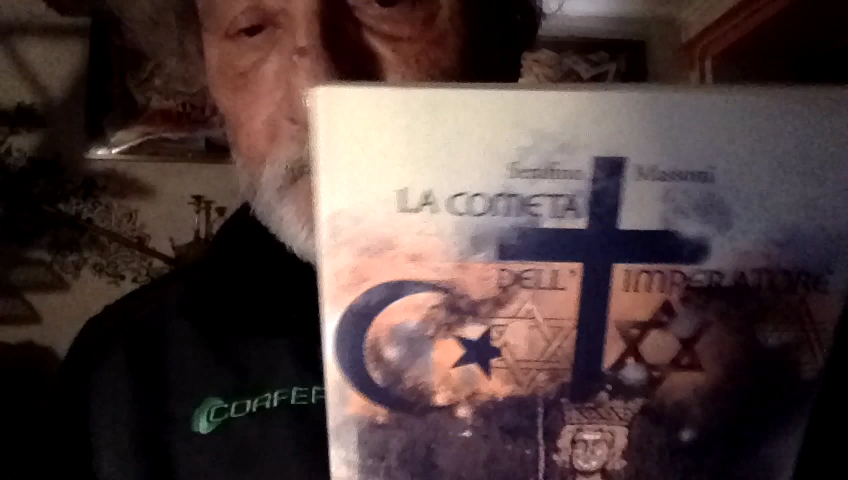 Serafino Massoni
LA COMETA
DELL' IMPERATORE
CORFER